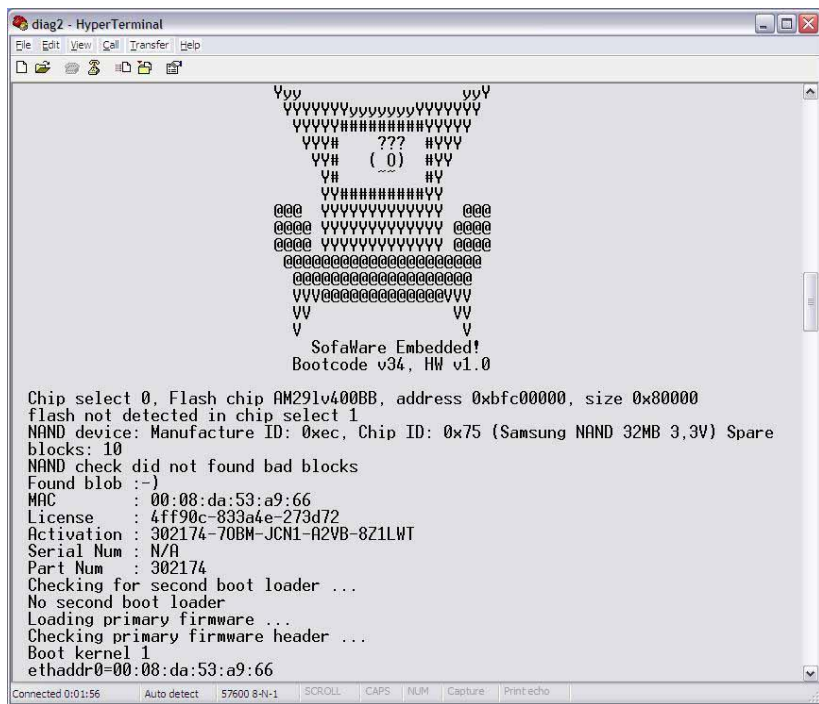 diag2 - HyperTerminal
File Edit View Call Transfer Help
Yyy                  yyY
YYYYYYYyyyyyyyYYYYYYY
YYYYY#########YYYYY
YYY#    ???  #YYY
YY#   ( 0)  #YY
Y#    ~~   #Y
YY#########YY
@@@  YYYYYYYYYYYYY  @@@
@@@@ YYYYYYYYYYYYY @@@@
@@@@ YYYYYYYYYYYYY @@@@
@@@@@@@@@@@@@@@@@@@@@
@@@@@@@@@@@@@@@@@@@
VVV@@@@@@@@@@@@@VVV
VV               VV
V                 V
SofaWare Embedded!
Bootcode v34, HW v1.0
Chip select 0, Flash chip AM29lv400BB, address 0xbfc00000, size 0x80000
flash not detected in chip select 1
NAND device: Manufacture ID: 0xec, Chip ID: 0x75 (Samsung NAND 32MB 3,3V) Spare
blocks: 10
NAND check did not found bad blocks
Found blob :-)
MAC        : 00:08:da:53:a9:66
License    : 4ff90c-833a4e-273d72
Activation : 302174-7OBM-JCN1-A2VB-8Z1LWT
Serial Num : N/A
Part Num   : 302174
Checking for second boot loader ...
No second boot loader
Loading primary firmware ...
Checking primary firmware header ...
Boot kernel 1
ethaddr0=00:08:da:53:a9:66
Connected 0:01:56 Auto detect 57600 8-N-1 SCROLL CAPS NUM Capture Print echo